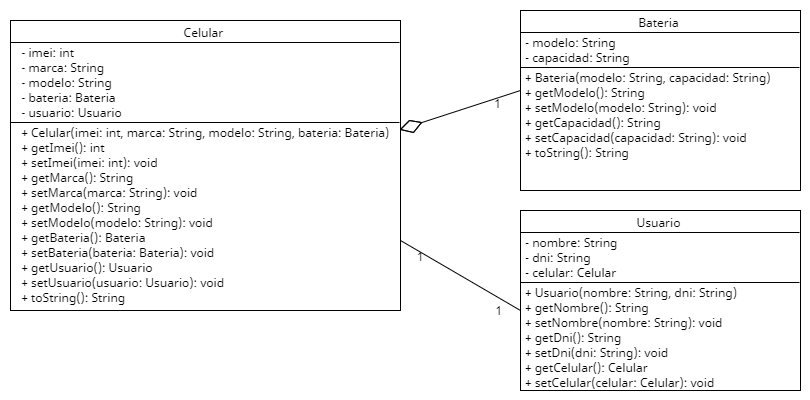 Celular
- imei: int
- marca: String
- modelo: String
- bateria: Bateria
- usuario: Usuario
+ Celular(imei: int, marca: String, modelo: String, bateria: Bateria)
+ getImei(): int
+ setImei(imei: int): void
+ getMarca(): String
+ setMarca(marca: String): void
+ getModelo(): String
+ setModelo(modelo: String): void
+ getBateria(): Bateria
+ setBateria(bateria: Bateria): void
+ getUsuario(): Usuario
+ setUsuario(usuario: Usuario): void
+ toString(): String
1
1
1
Bateria
- modelo: String
- capacidad: String
+ Bateria(modelo: String, capacidad: String)
+ getModelo(): String
+ setModelo(modelo: String): void
+ getCapacidad(): String
+ setCapacidad(capacidad: String): void
+ toString(): String
Usuario
- nombre: String
- dni: String
- celular: Celular
+ Usuario(nombre: String, dni: String)
+ getNombre(): String
+ setNombre(nombre: String): void
+ getDni(): String
+ setDni(dni: String): void
+ getCelular(): Celular
+ setCelular(celular: Celular): void